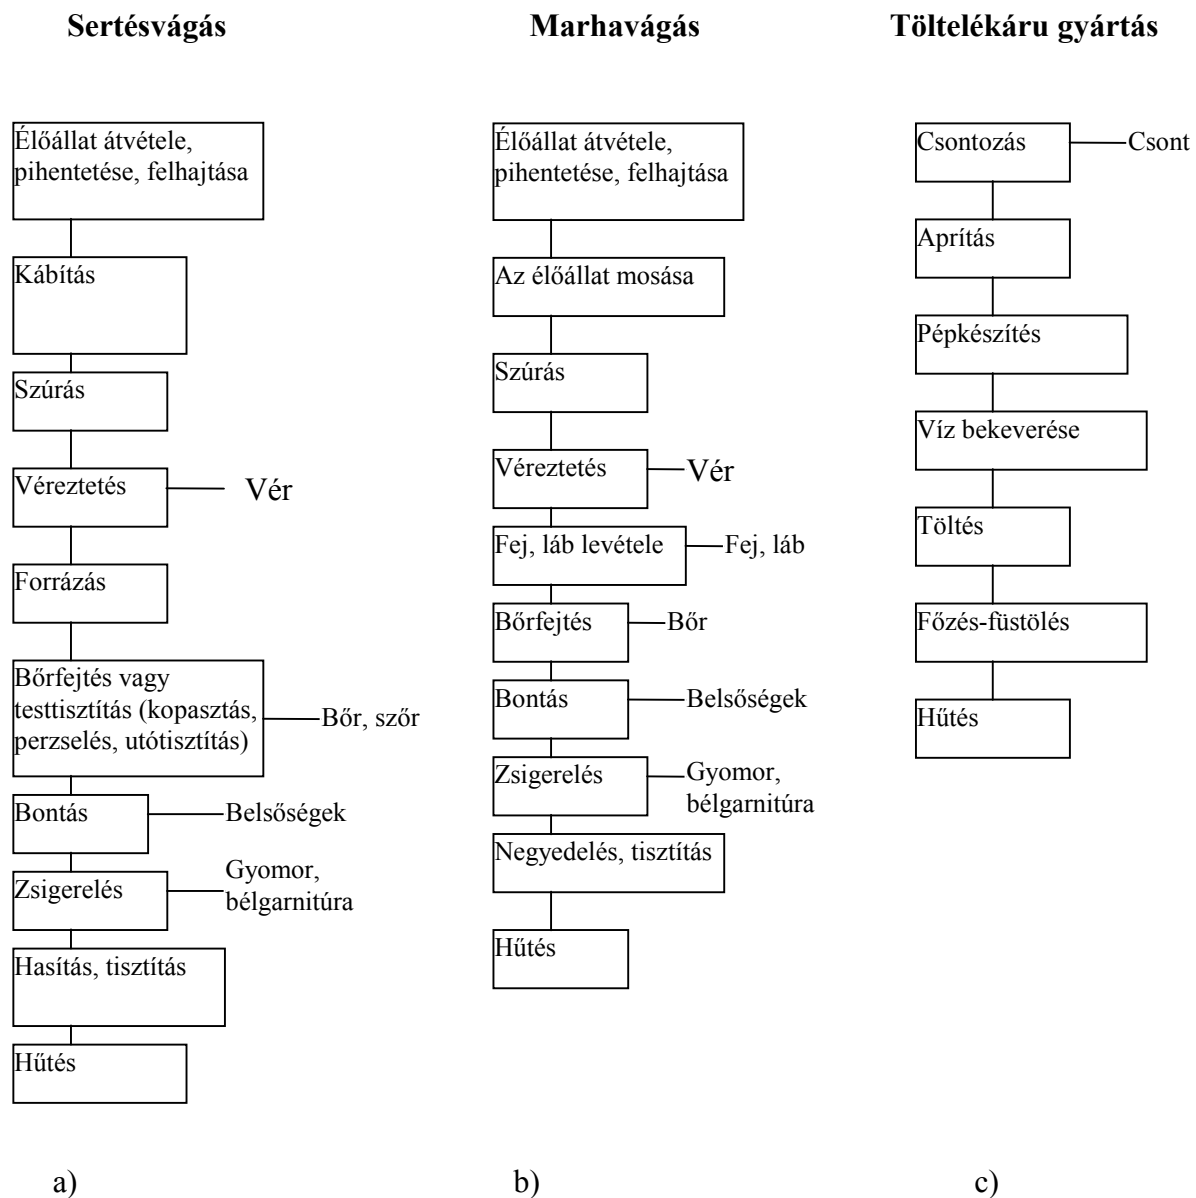 Sertésvágás
Élőállat átvétele,
pihentetése, felhajtása
Kábítás
Szúrás
Véreztetés
Vér
Forrázás
Bőrfejtés vagy
testtisztítás (kopasztás,
perzselés, utótisztítás)
Bőr, szőr
Bontás
Belsőségek
Zsigerelés
Gyomor,
bélgarnitúra
Hasítás, tisztítás
Hűtés
a)
Marhavágás
Élőállat átvétele,
pihentetése, felhajtása
Az élőállat mosása
Szúrás
Véreztetés
Vér
Fej, láb levétele
Fej, láb
Bőrfejtés
Bőr
Bontás
Belsőségek
Zsigerelés
Gyomor,
bélgarnitúra
Negyedelés, tisztítás
Hűtés
b)
Töltelékáru gyártás
Csontozás
Csont
Aprítás
Pépkészítés
Víz bekeverése
Töltés
Főzés-füstölés
Hűtés
c)